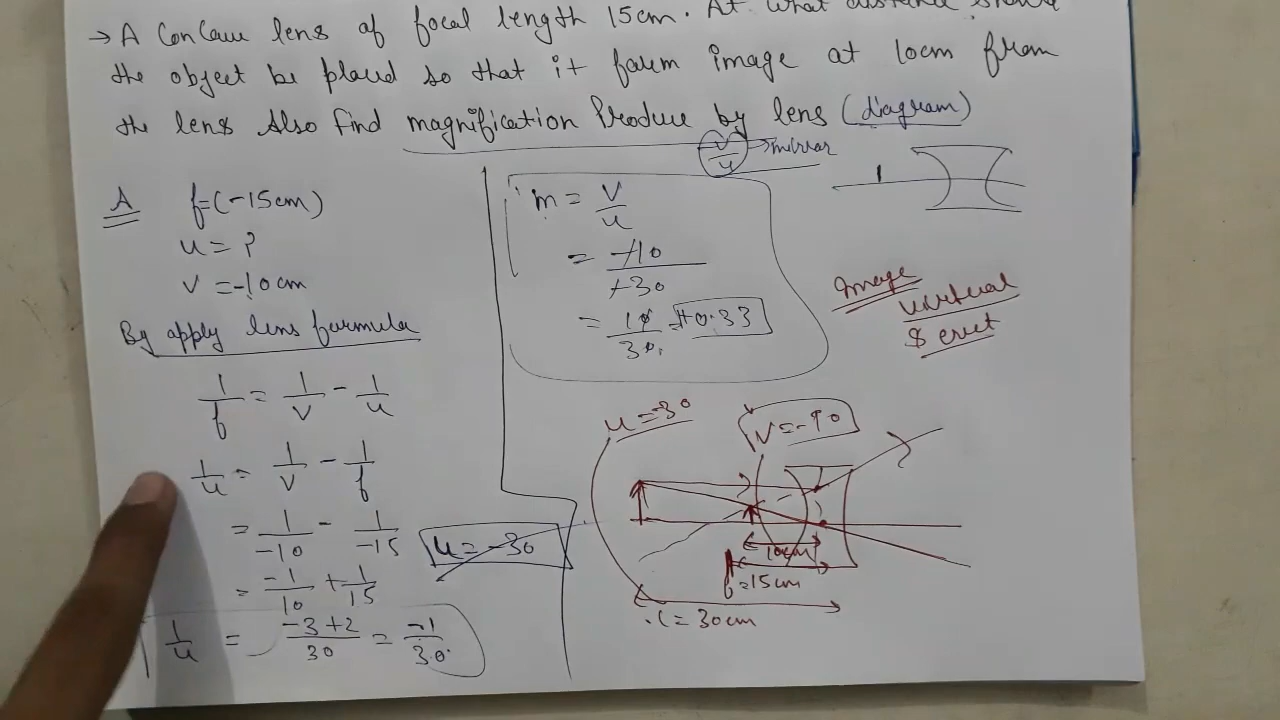 → A Concave lens of focal length 15cm. At what distance should
the object be placed so that it form image at 10cm from
the lens Also find magnification Produce by lens (diagram)
v/u → mirror
A f=(-15cm)
u = ?
v = -10cm
By apply lens formula
1/f = 1/v - 1/u
1/u = 1/v - 1/f
= 1/-10 - 1/-15
= -1/10 + 1/15
1/u = -3+2/30 = -1/30
u = -30
m = v/u
= -10/-30
= 10/30 = +0.33
Image
virtual
& erect
u = -30
v = -10
10cm
f = 15cm
= 30cm